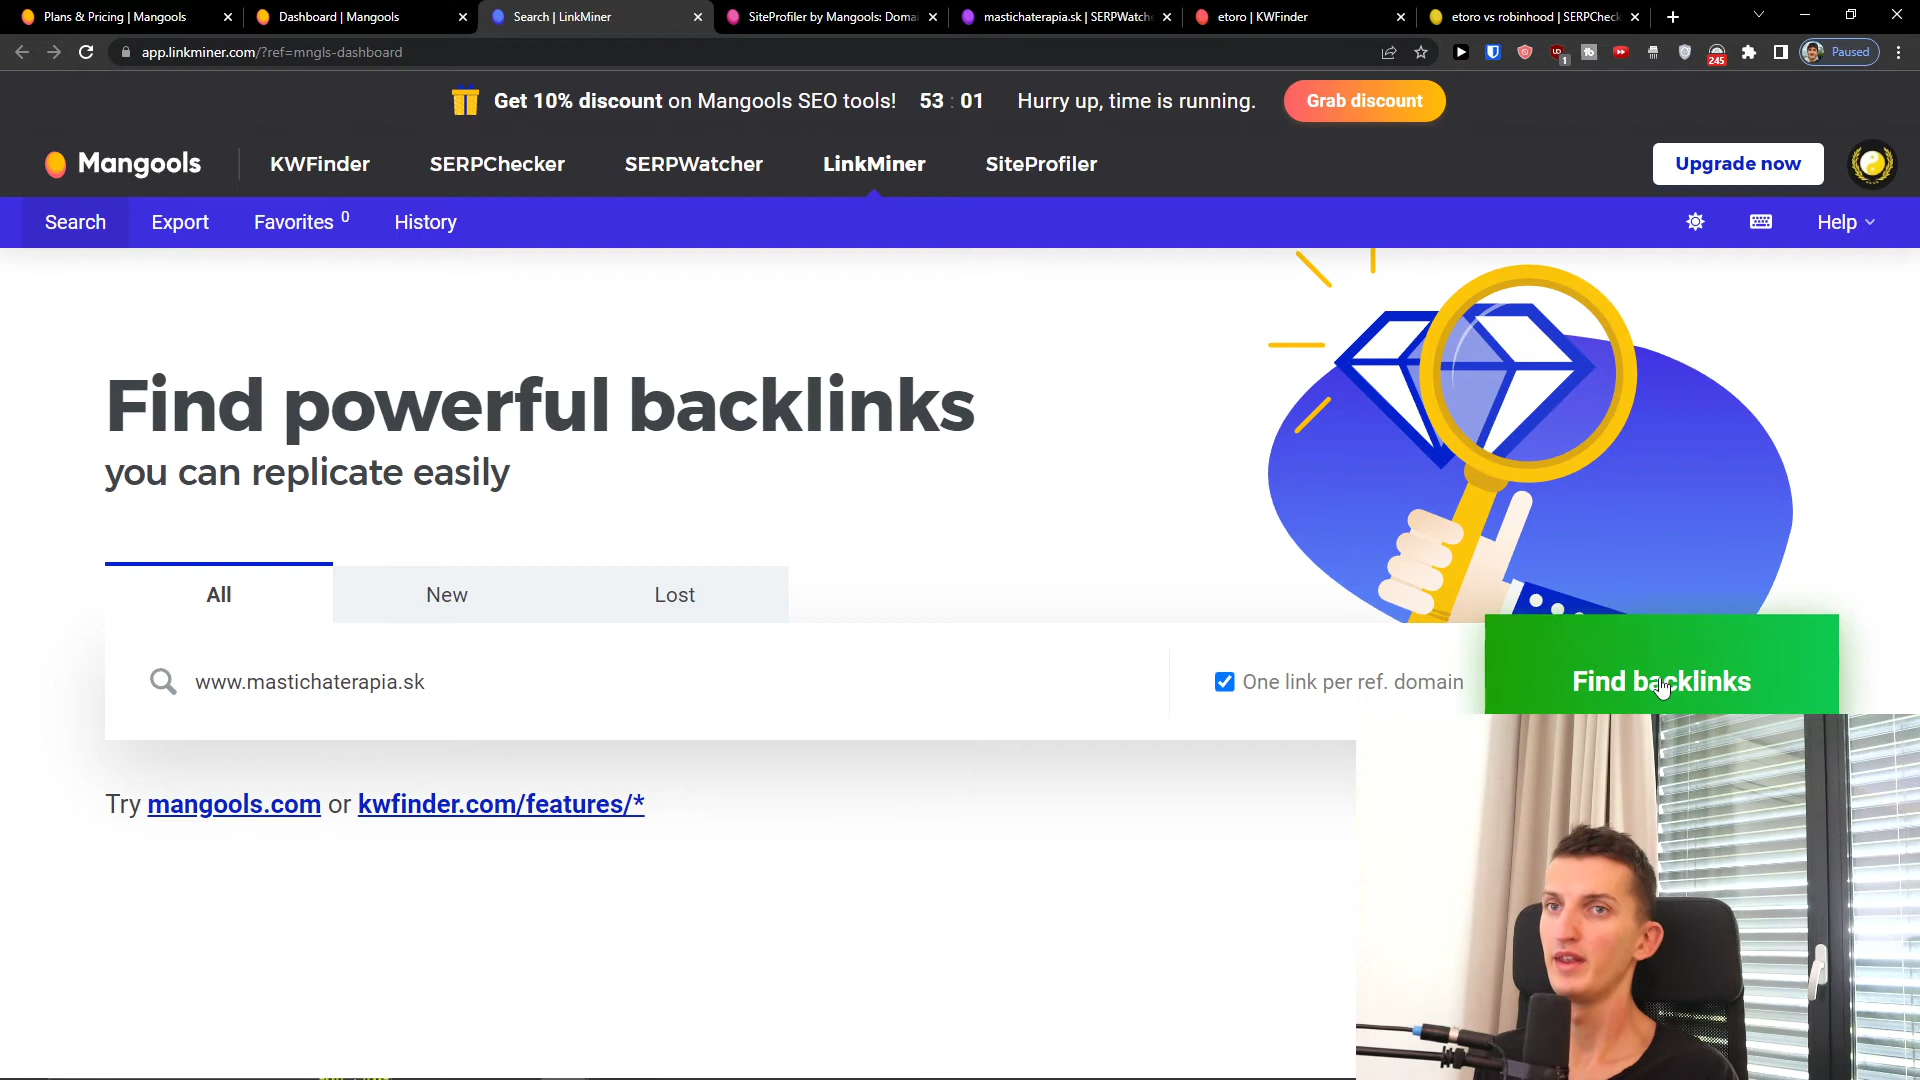 Plans & Pricing | Mangools
Dashboard | Mangools
Search | LinkMiner
SiteProfiler by Mangools: Domai
mastichaterapia.sk | SERPWatche
etoro | KWFinder
etoro vs robinhood | SERPCheck
app.linkminer.com/?ref=mngls-dashboard
1
245
Paused
Get 10% discount on Mangools SEO tools! 53 : 01 Hurry up, time is running. Grab discount
Mangools
KWFinder
SERPChecker
SERPWatcher
LinkMiner
SiteProfiler
Upgrade now
Search
Export
Favorites 0
History
Help
Find powerful backlinks
you can replicate easily
All
New
Lost
www.mastichaterapia.sk
One link per ref. domain
Find backlinks
Try mangools.com or kwfinder.com/features/*